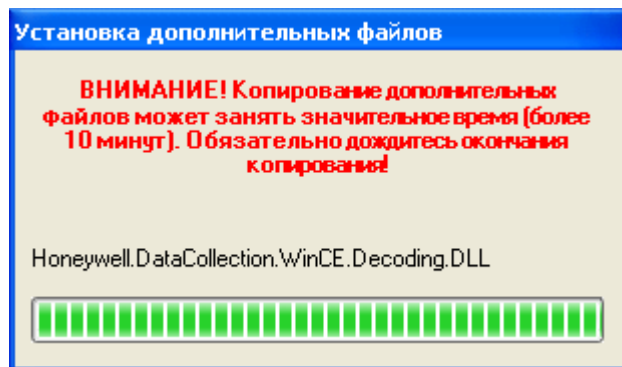 Установка дополнительных файлов
ВНИМАНИЕ! Копирование дополнительных
файлов может занять значительное время (более
10 минут). Обязательно дождитесь окончания
копирования!
Honeywell.DataCollection.WinCE.Decoding.DLL